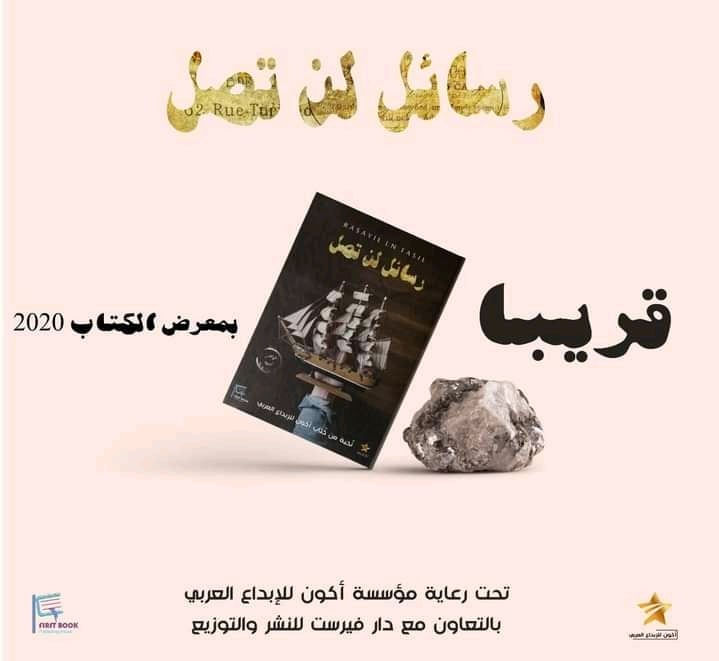 رسائل لن تصل
قريبا
بمعرض الكتاب 2020
RASAYIL LN TASIL
رسائل لن تصل
نخبة من كتاب أكون للإبداع العربي
تحت رعاية مؤسسة أكون للإبداع العربي
بالتعاون مع دار فيرست للنشر والتوزيع
FIRST BOOK
أكون للإبداع العربي